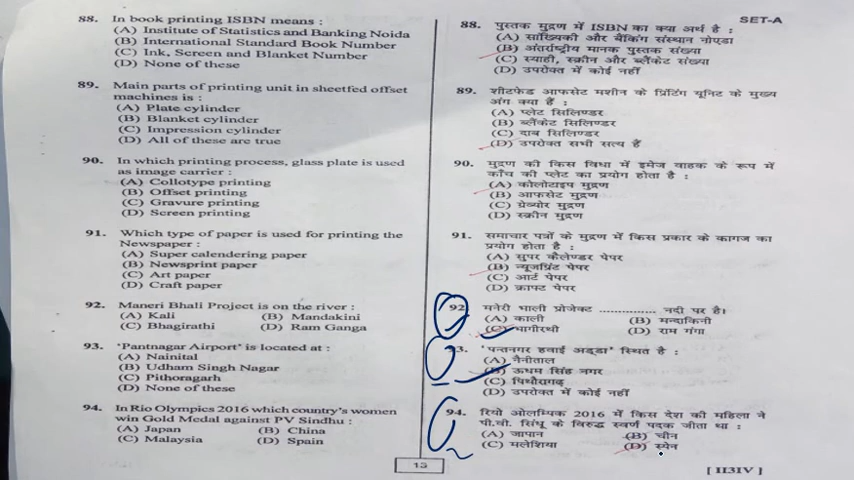 SET-A
88. In book printing ISBN means :
(A) Institute of Statistics and Banking Noida
(B) International Standard Book Number
(C) Ink, Screen and Blanket Number
(D) None of these
89. Main parts of printing unit in sheetfed offset
machines is :
(A) Plate cylinder
(B) Blanket cylinder
(C) Impression cylinder
(D) All of these are true
90. In which printing process, glass plate is used
as image carrier :
(A) Collotype printing
(B) Offset printing
(C) Gravure printing
(D) Screen printing
91. Which type of paper is used for printing the
Newspaper :
(A) Super calendering paper
(B) Newsprint paper
(C) Art paper
(D) Craft paper
92. Maneri Bhali Project is on the river :
(A) Kali (B) Mandakini
(C) Bhagirathi (D) Ram Ganga
93. 'Pantnagar Airport' is located at :
(A) Nainital
(B) Udham Singh Nagar
(C) Pithoragarh
(D) None of these
94. In Rio Olympics 2016 which country's women
win Gold Medal against PV Sindhu :
(A) Japan (B) China
(C) Malaysia (D) Spain
88. पुस्तक मुद्रण में ISBN का क्या अर्थ है :
(A) सांख्यिकी और बैंकिंग संस्थान नोएडा
(B) अंतर्राष्ट्रीय मानक पुस्तक संख्या
(C) स्याही, स्क्रीन और ब्लैंकेट संख्या
(D) उपरोक्त में कोई नहीं
89. शीटफेड आफसेट मशीन के प्रिंटिंग यूनिट के मुख्य
अंग क्या हैं :
(A) प्लेट सिलिण्डर
(B) ब्लैंकेट सिलिण्डर
(C) दाब सिलिण्डर
(D) उपरोक्त सभी सत्य हैं
90. मुद्रण की किस विधा में इमेज वाहक के रूप में
काँच की प्लेट का प्रयोग होता है :
(A) कोलोटाइप मुद्रण
(B) आफसेट मुद्रण
(C) ग्रेव्योर मुद्रण
(D) स्क्रीन मुद्रण
91. समाचार पत्रों के मुद्रण में किस प्रकार के कागज का
प्रयोग होता है :
(A) सुपर कैलेण्डर पेपर
(B) न्यूजप्रिंट पेपर
(C) आर्ट पेपर
(D) क्राफ्ट पेपर
92. मनेरी भाली प्रोजेक्ट .............. नदी पर है।
(A) काली (B) मन्दाकिनी
(C) भागीरथी (D) राम गंगा
93. 'पन्तनगर हवाई अड्डा' स्थित है :
(A) नैनीताल
(B) ऊधम सिंह नगर
(C) पिथौरागढ़
(D) उपरोक्त में कोई नहीं
94. रियो ओलम्पिक 2016 में किस देश की महिला ने
पी.वी. सिंधू के विरुद्ध स्वर्ण पदक जीता था :
(A) जापान (B) चीन
(C) मलेशिया (D) स्पेन
13
[ II3IV ]